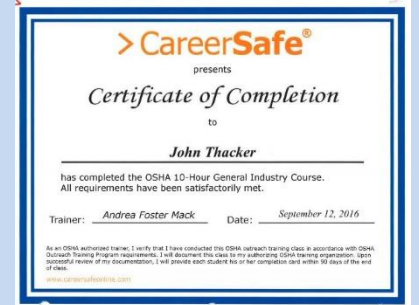 > CareerSafe®
presents
Certificate of Completion
to
John Thacker
has completed the OSHA 10-Hour General Industry Course.
All requirements have been satisfactorily met.
Trainer: Andrea Foster Mack Date: September 12, 2016
As an OSHA authorized trainer, I verify that I have conducted this OSHA outreach training class in accordance with OSHA
Outreach Training Program requirements. I will document this class to my authorizing OSHA training organization. Upon
successful review of my documentation, I will provide each student his or her completion card within 90 days of the end
of class.
www.careersafeonline.com